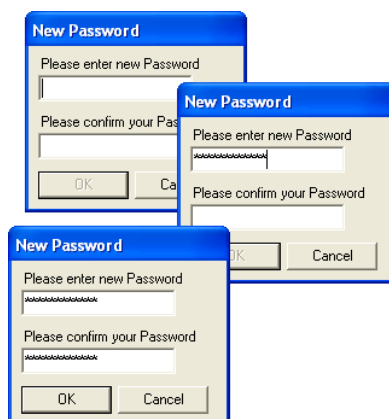 New Password
Please enter new Password
Please confirm your Pas
OK
Ca
New Password
Please enter new Password
*************
Please confirm your Password
OK
Cancel
New Password
Please enter new Password
*************
Please confirm your Password
*************
OK
Cancel